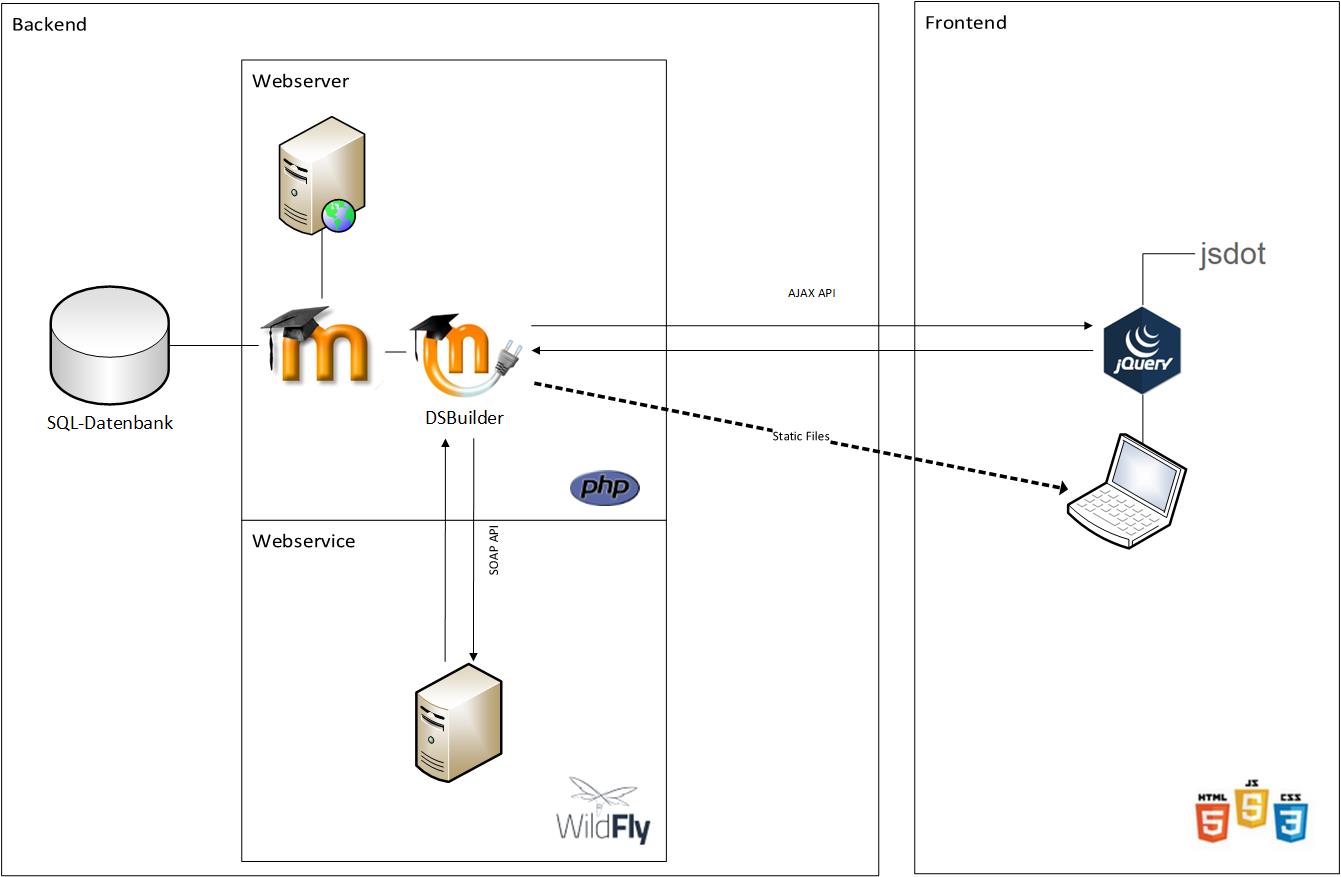 Backend
Frontend
Webserver
jsdot
AJAX API
jQuery
m
m
SQL-Datenbank
DSBuilder
Static Files
php
Webservice
SOAP API
WildFly
HTML
5
JS
5
CSS
3